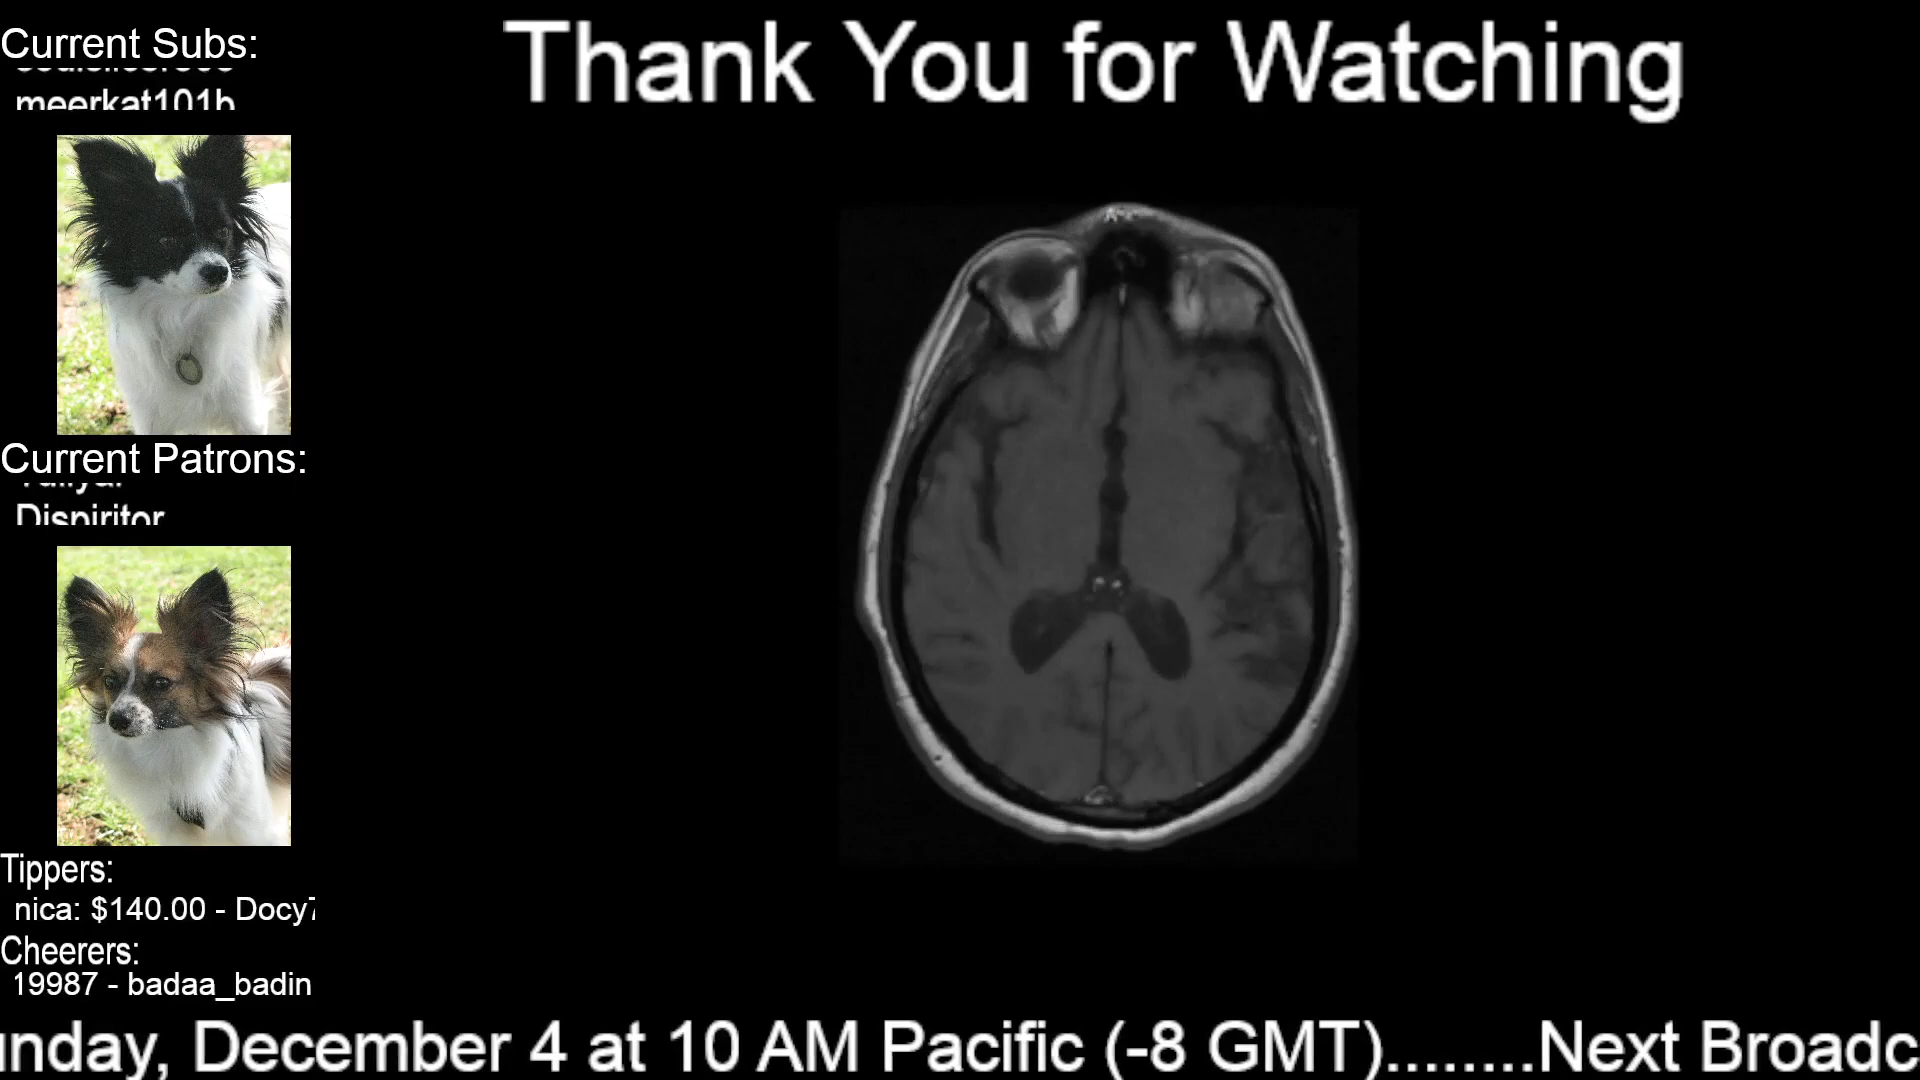 Thank You for Watching
Current Subs:
meerkat101b
Current Patrons:
Dispiritor
Tippers:
nica: $140.00 - Docy7
Cheerers:
19987 - badaa_badin
unday, December 4 at 10 AM Pacific (-8 GMT)........Next Broadc